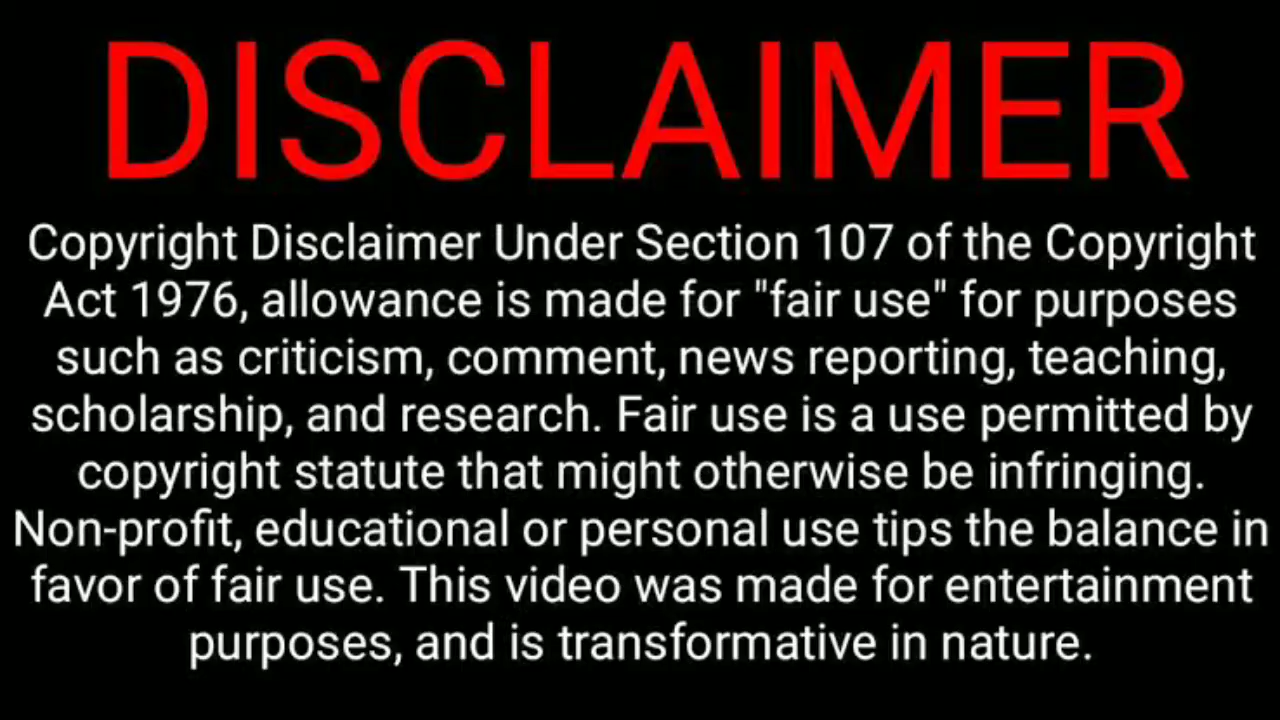 DISCLAIMER
Copyright Disclaimer Under Section 107 of the Copyright
Act 1976, allowance is made for "fair use" for purposes
such as criticism, comment, news reporting, teaching,
scholarship, and research. Fair use is a use permitted by
copyright statute that might otherwise be infringing.
Non-profit, educational or personal use tips the balance in
favor of fair use. This video was made for entertainment
purposes, and is transformative in nature.